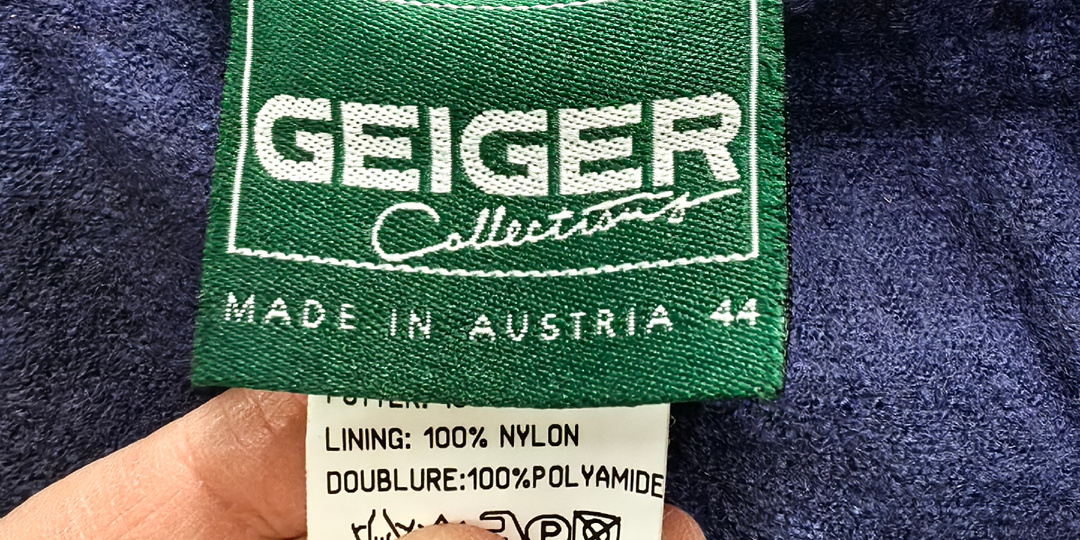 GEIGER
Collections
MADE IN AUSTRIA 44
LINING: 100% NYLON
DOUBLURE:100%POLYAMIDE
P